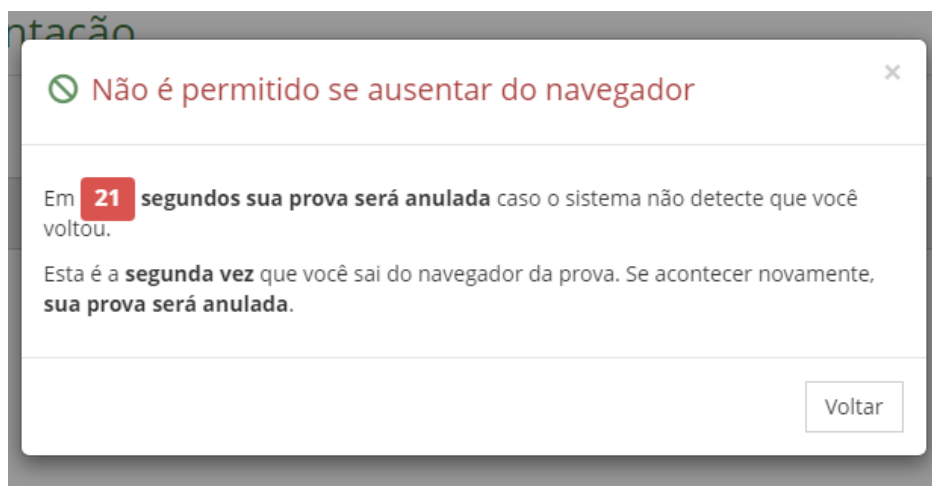 ntação
Não é permitido se ausentar do navegador
×
Em 21 segundos sua prova será anulada caso o sistema não detecte que você
voltou.
Esta é a segunda vez que você sai do navegador da prova. Se acontecer novamente,
sua prova será anulada.
Voltar